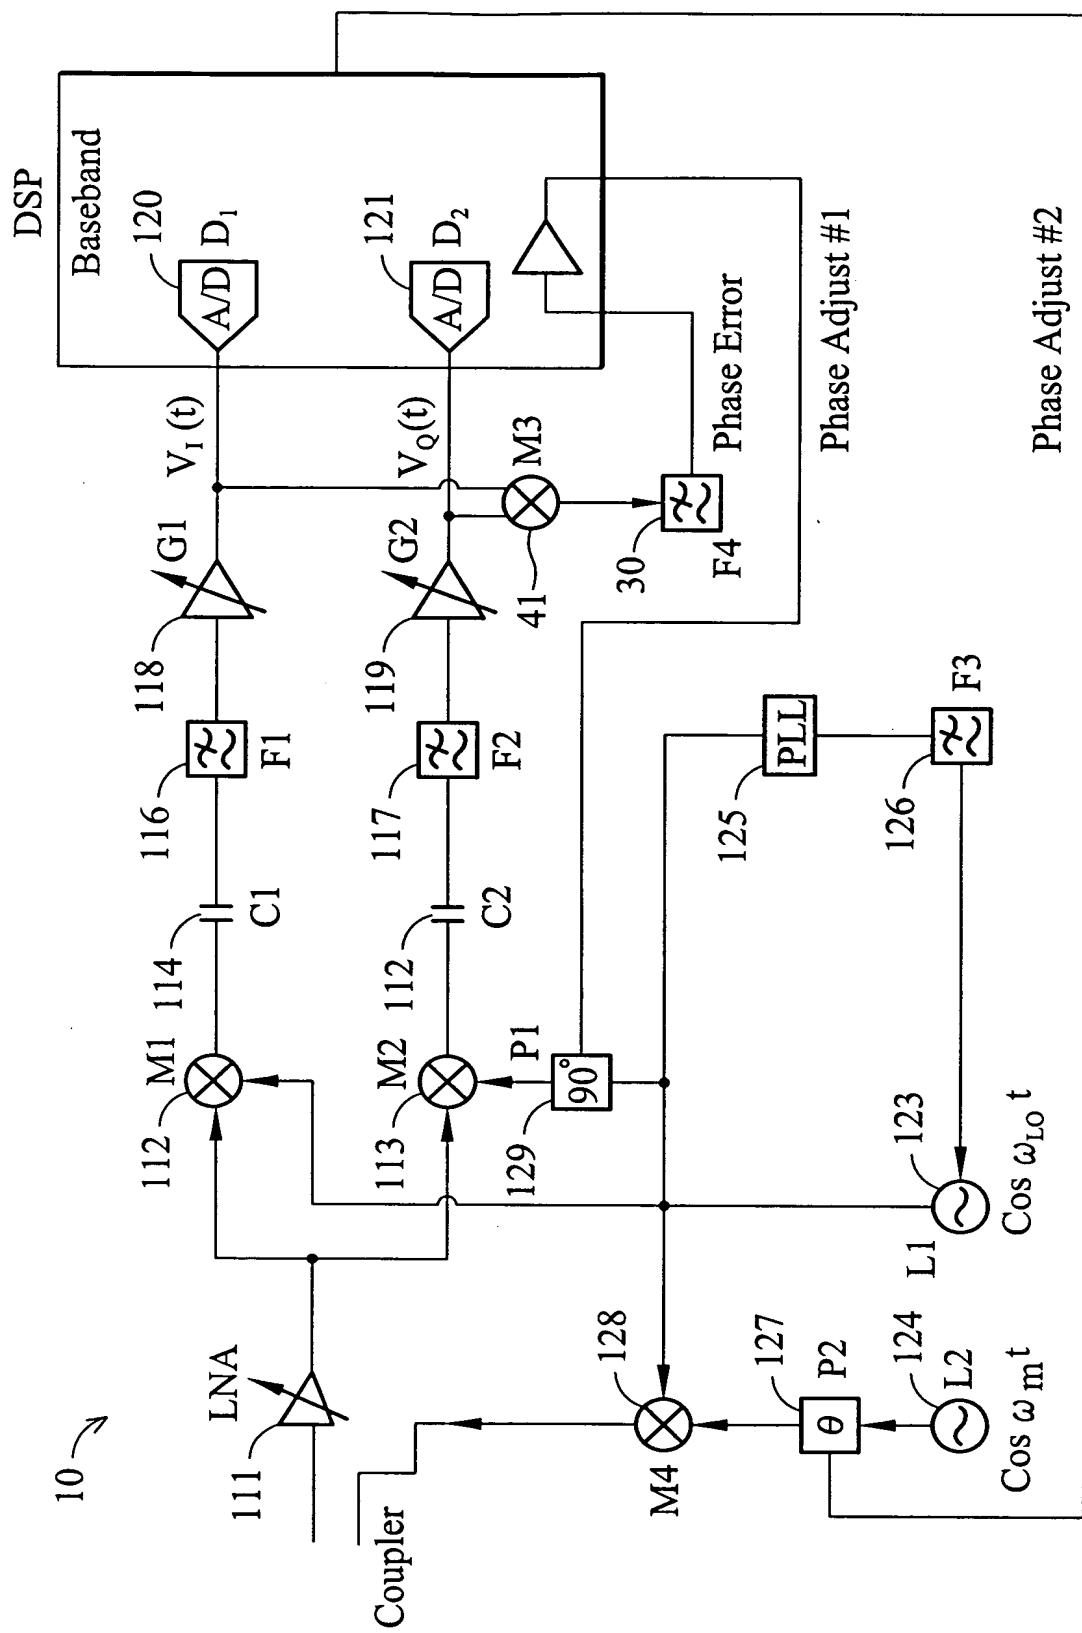 10
DSP
Baseband
120
A/D
D1
121
A/D
D2
VI(t)
VQ(t)
G1
118
G2
119
M3
41
30
F4
Phase Error
Phase Adjust #1
Phase Adjust #2
116
F1
117
F2
114
C1
112
C2
M1
112
M2
113
P1
90°
129
LNA
111
Coupler
M4
128
127
θ
P2
124
L2
Cos ωm t
123
L1
Cos ωLO t
125
PLL
126
F3